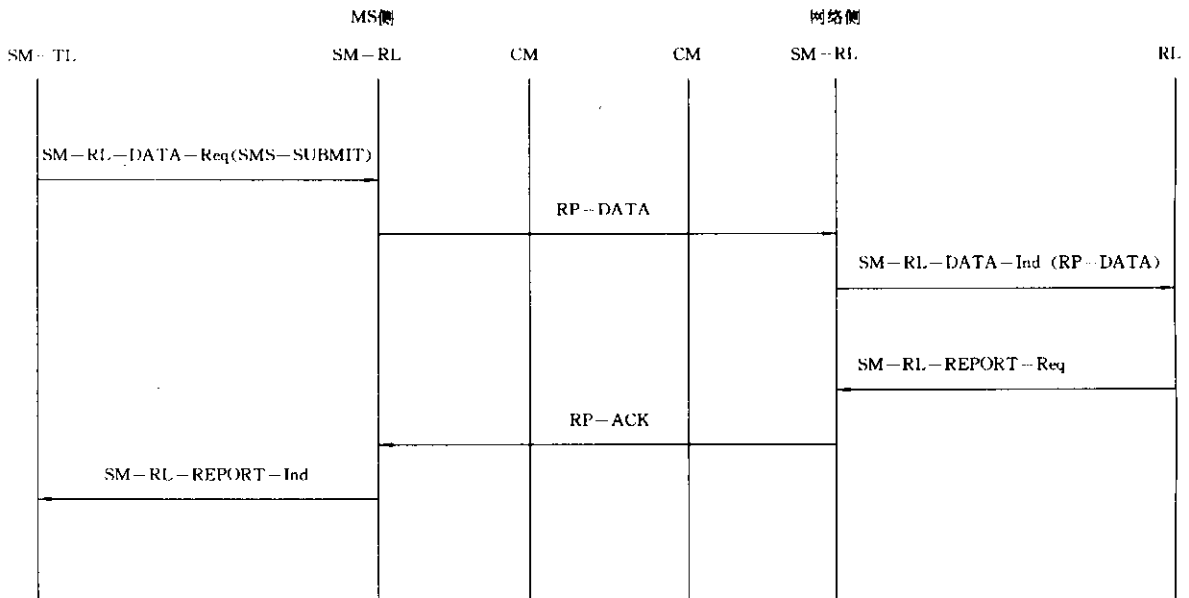 MS侧 网络侧
SM-TL SM-RL CM CM SM-RL RL
SM-RL-DATA-Req(SMS-SUBMIT)
RP-DATA
SM-RL-DATA-Ind (RP-DATA)
SM-RL-REPORT-Req
RP-ACK
SM-RL-REPORT-Ind